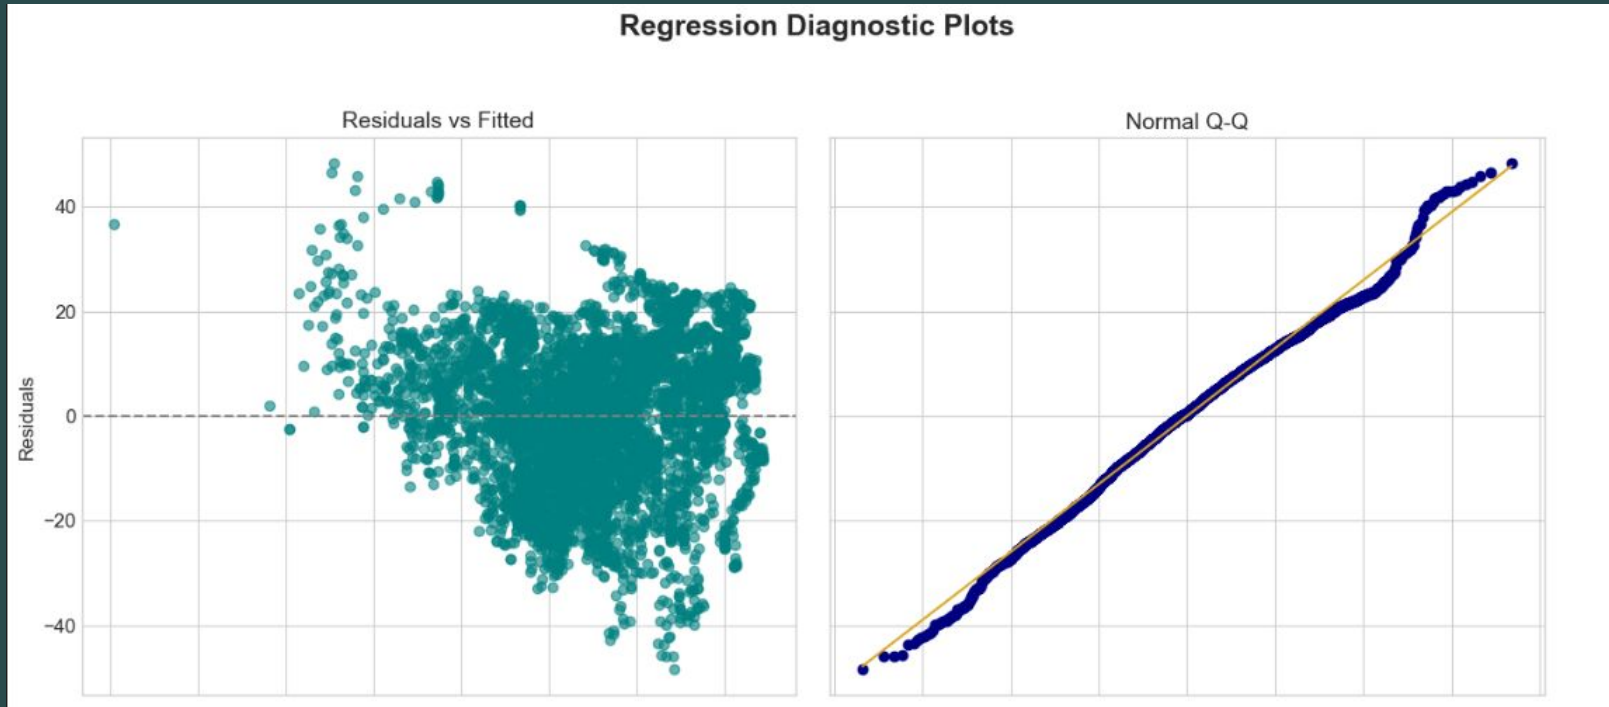 Regression Diagnostic Plots
Residuals vs Fitted
Normal Q-Q
Residuals
40
20
0
−20
−40